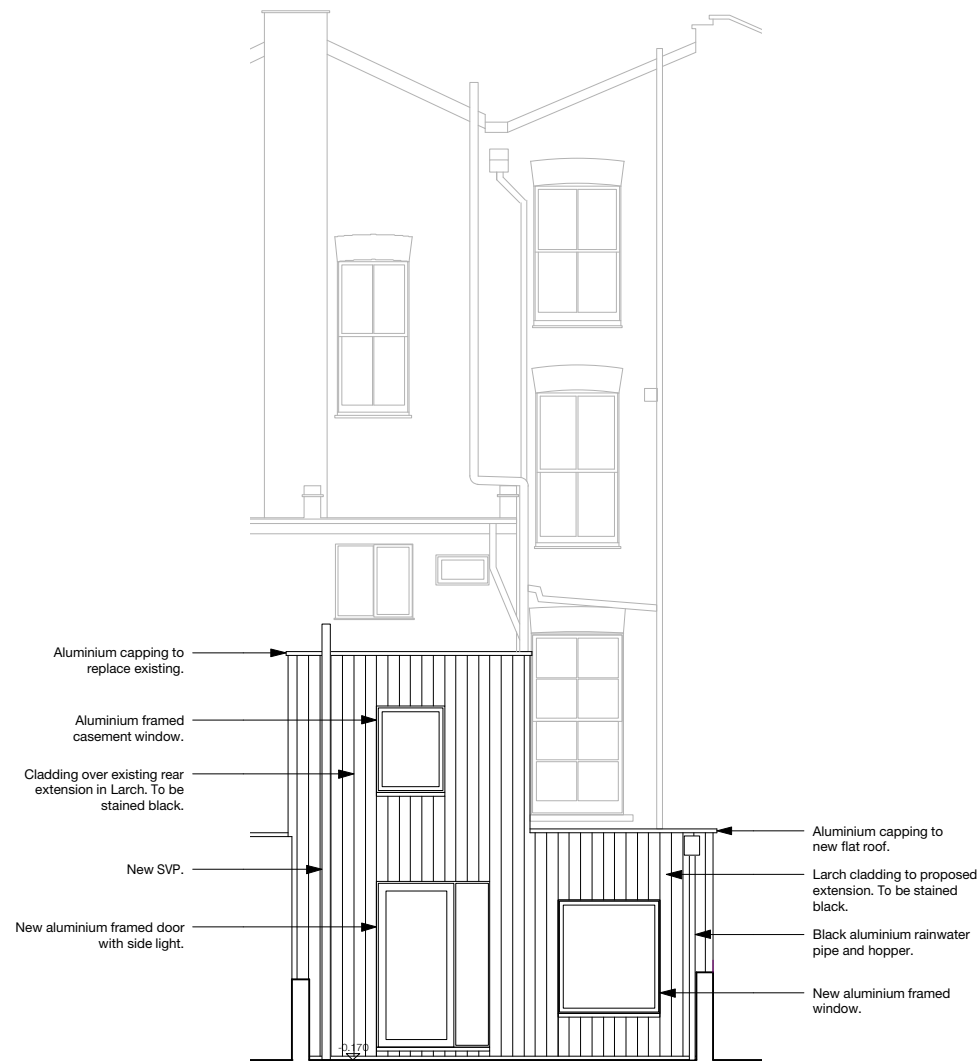 Aluminium capping to
replace existing.
Aluminium framed
casement window.
Cladding over existing rear
extension in Larch. To be
stained black.
New SVP.
New aluminium framed door
with side light.
-0.170
Aluminium capping to
new flat roof.
Larch cladding to proposed
extension. To be stained
black.
Black aluminium rainwater
pipe and hopper.
New aluminium framed
window.